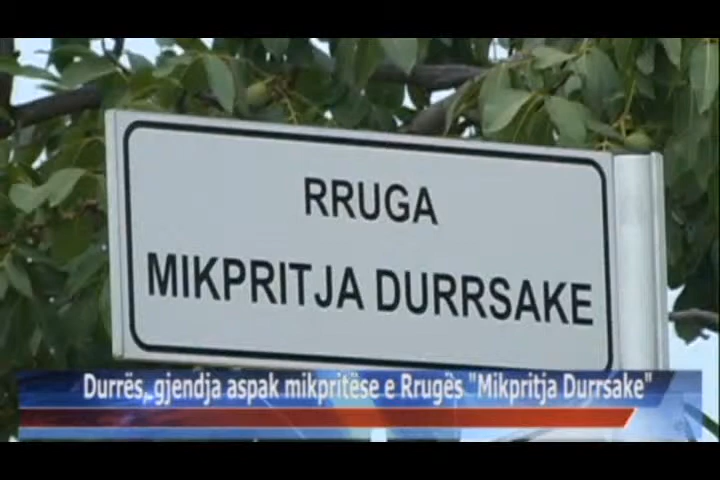 RRUGA
MIKPRITJA DURRSAKE
Durrës, gjendja aspak mikpritëse e Rrugës "Mikpritja Durrsake"